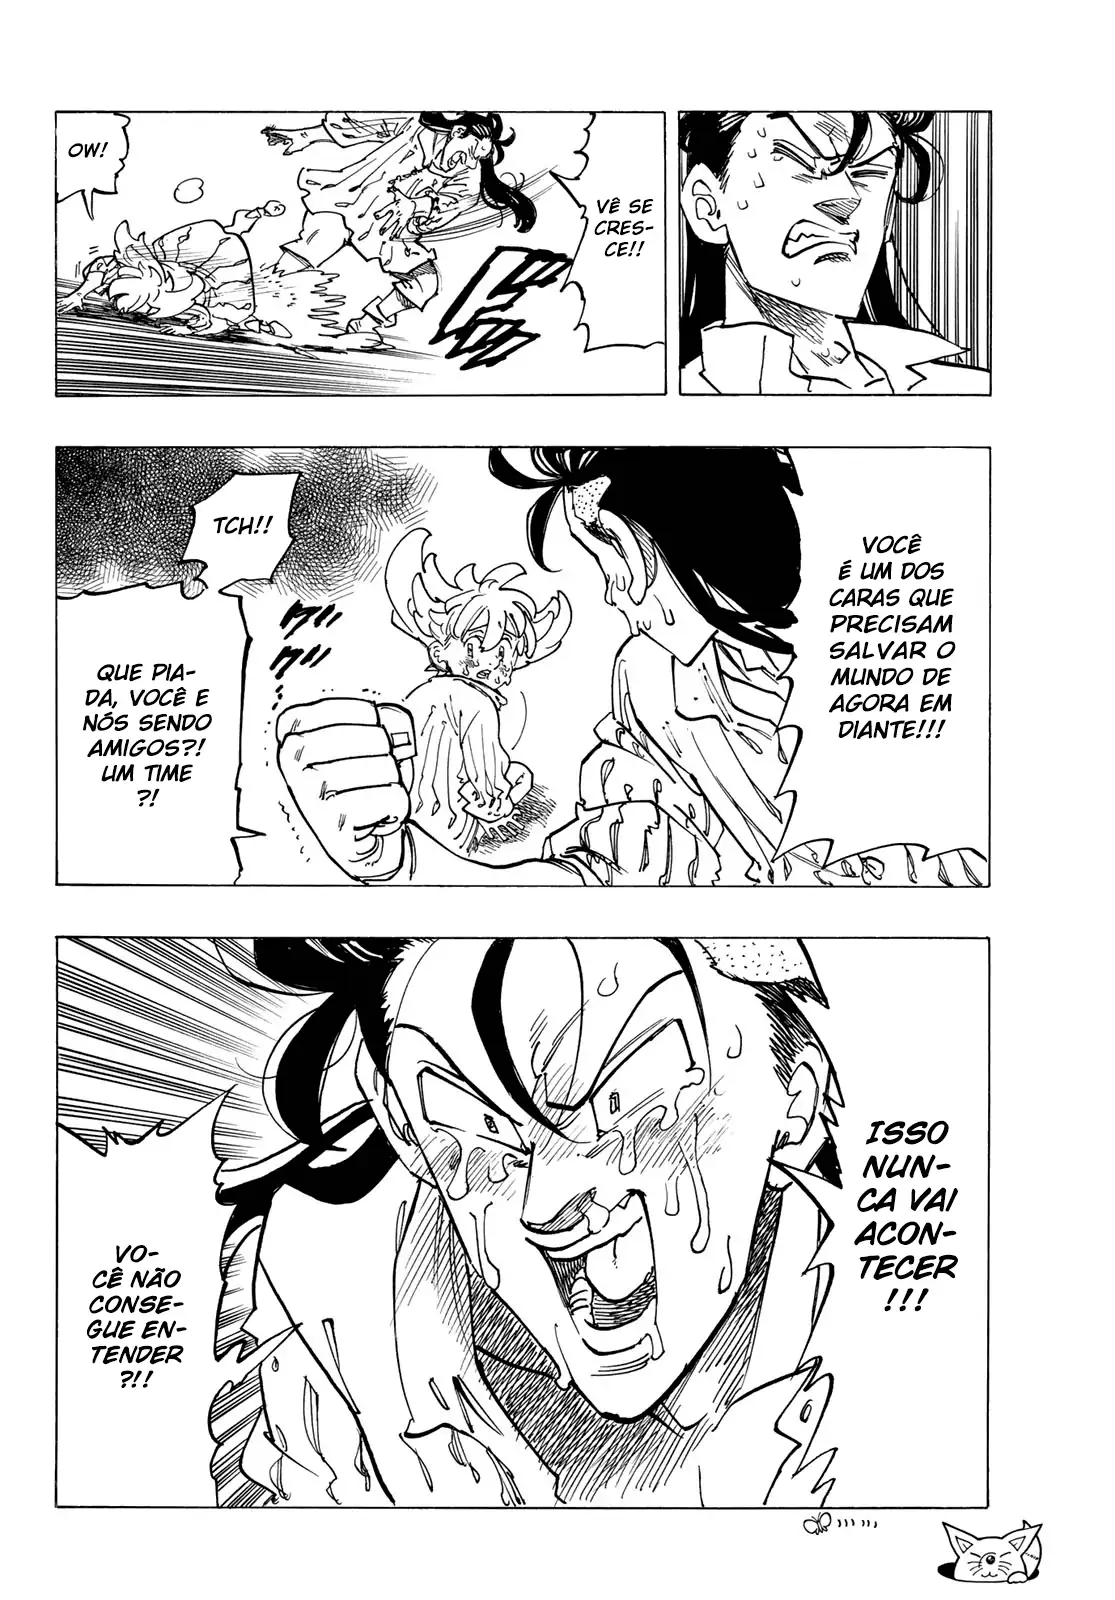 VÊ SE
CRES-
CE!!
OW!
VOCÊ
É UM DOS
CARAS QUE
PRECISAM
SALVAR O
MUNDO DE
AGORA EM
DIANTE!!!
TCH!!
QUE PIA-
DA, VOCÊ E
NÓS SENDO
AMIGOS?!
UM TIME
?!
ISSO
NUN-
CA VAI
ACON-
TECER
!!!
VO-
CÊ NÃO
CONSE-
GUE EN-
TENDER
?!!